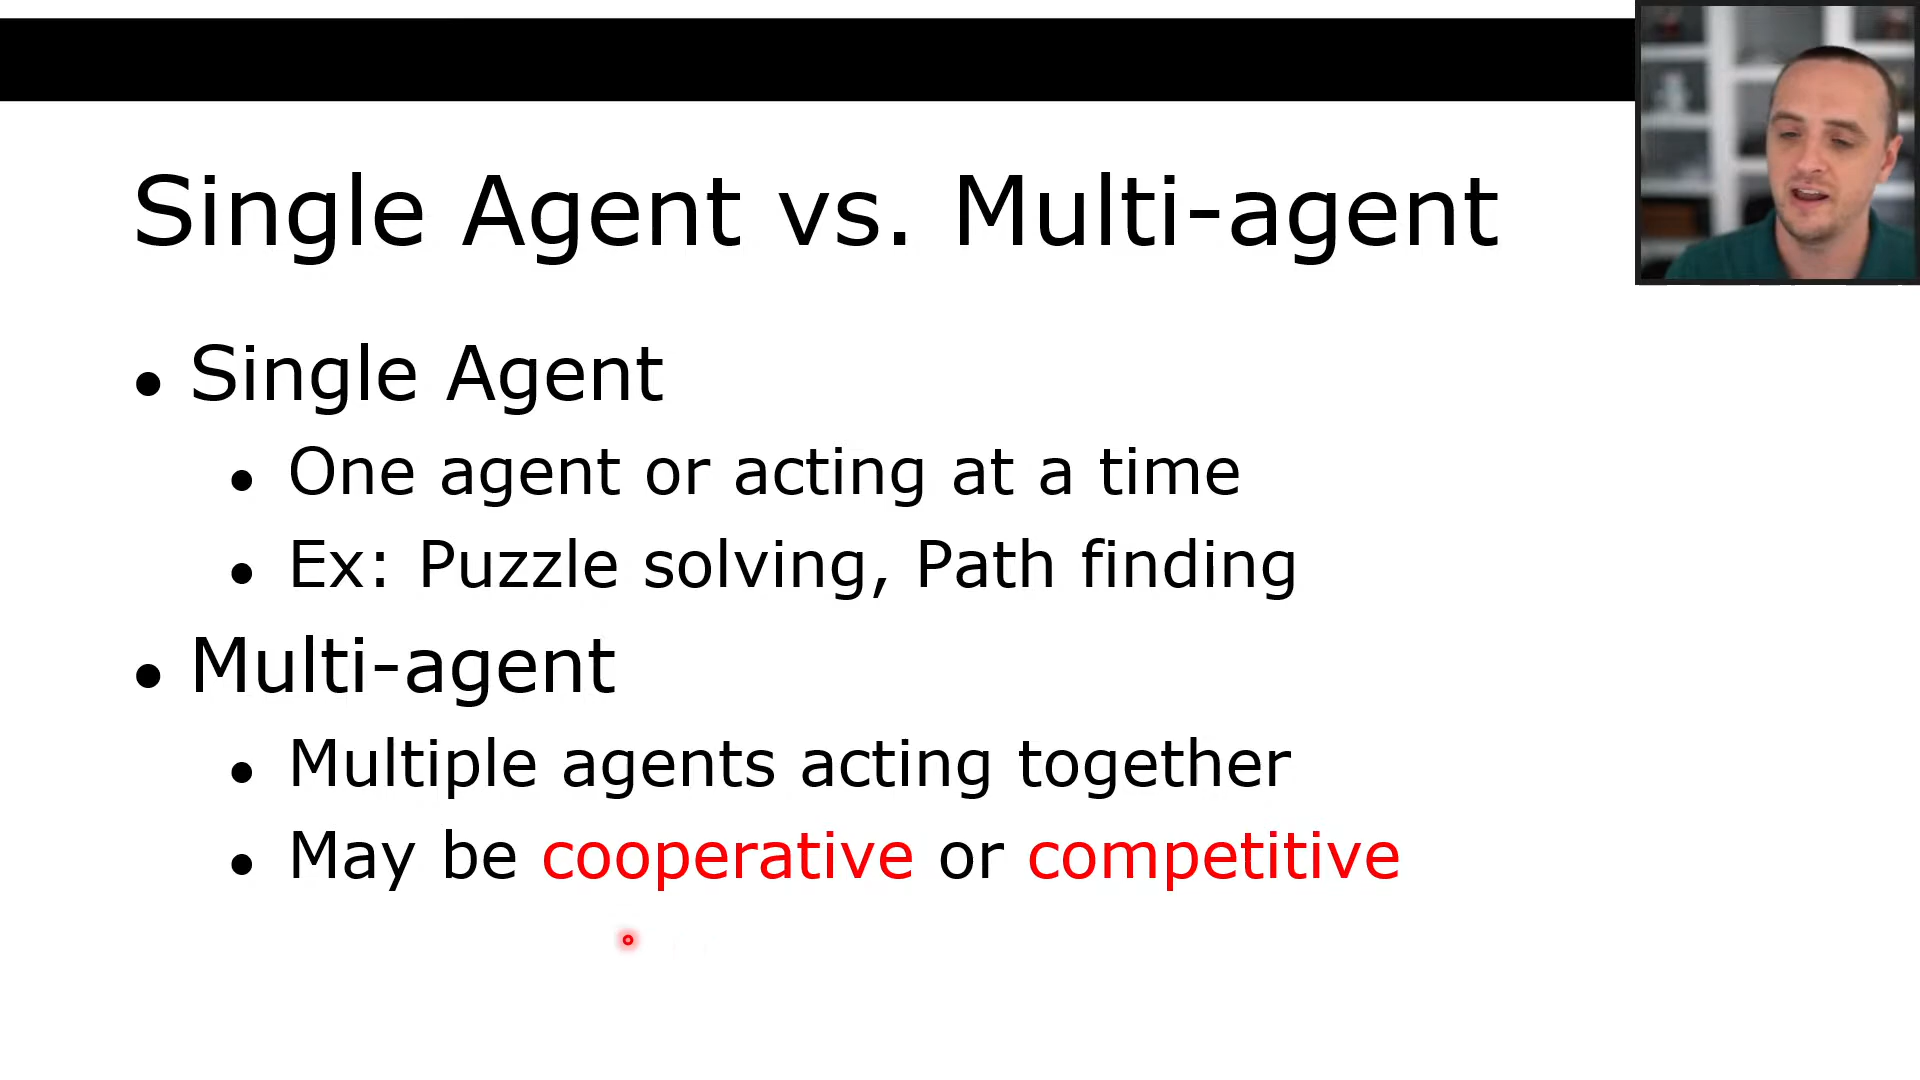 Single Agent vs. Multi-agent
• Single Agent
• One agent or acting at a time
• Ex: Puzzle solving, Path finding
• Multi-agent
• Multiple agents acting together
• May be cooperative or competitive